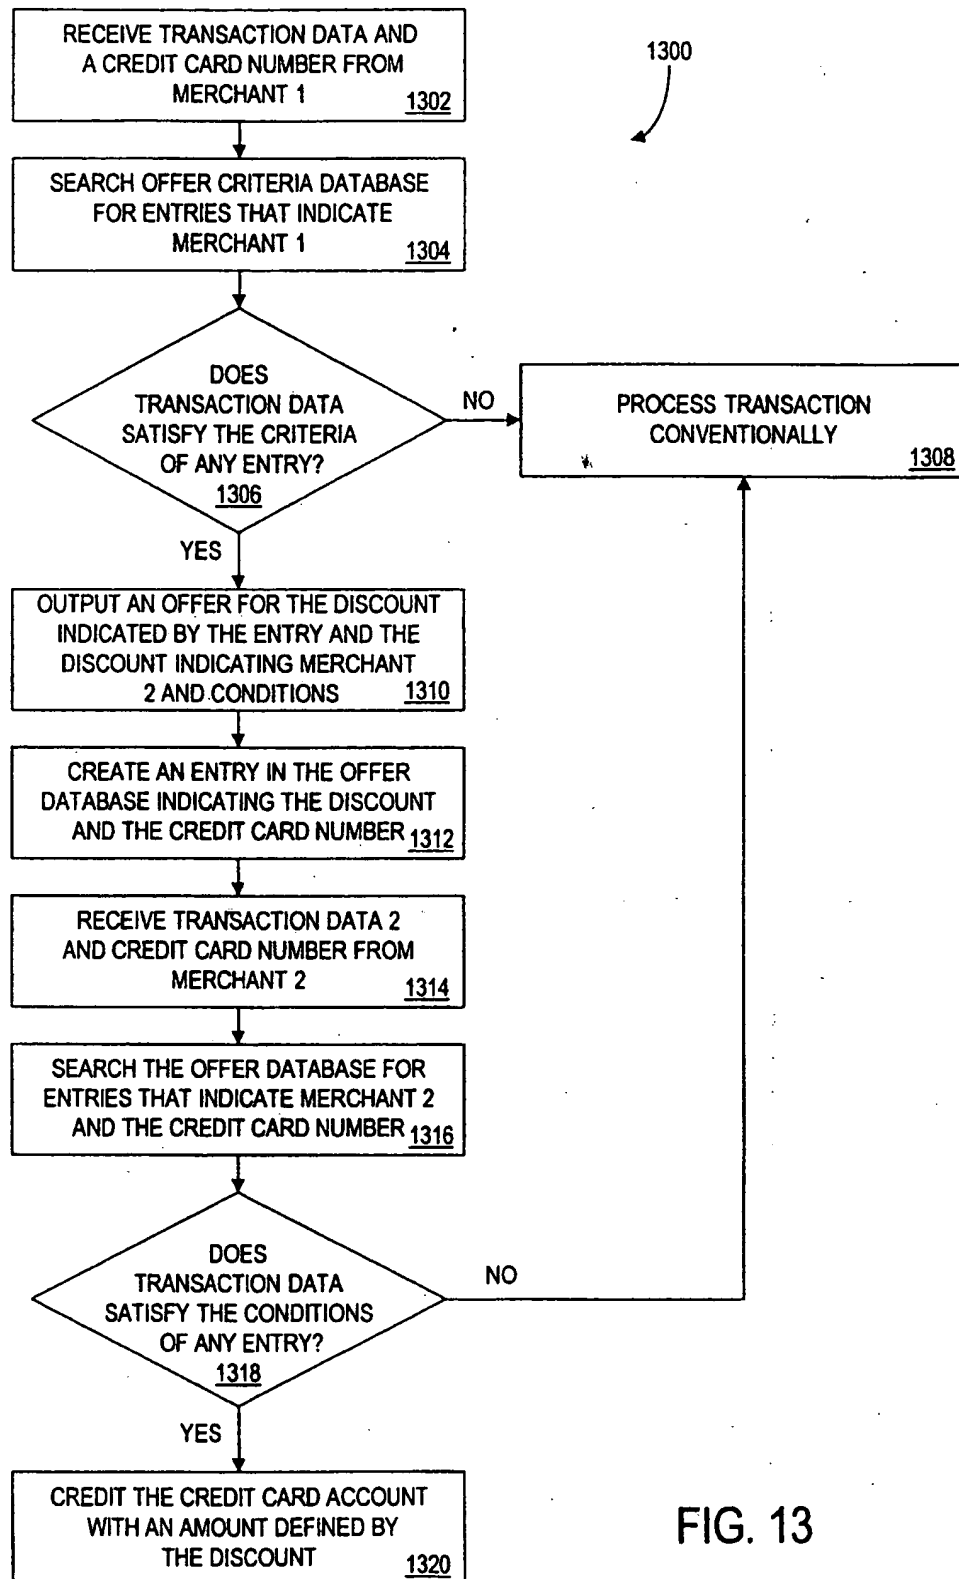 RECEIVE TRANSACTION DATA AND
A CREDIT CARD NUMBER FROM
MERCHANT 1
1302
1300
SEARCH OFFER CRITERIA DATABASE
FOR ENTRIES THAT INDICATE
MERCHANT 1
1304
DOES
TRANSACTION DATA
SATISFY THE CRITERIA
OF ANY ENTRY?
1306
NO
PROCESS TRANSACTION
CONVENTIONALLY
1308
YES
OUTPUT AN OFFER FOR THE DISCOUNT
INDICATED BY THE ENTRY AND THE
DISCOUNT INDICATING MERCHANT
2 AND CONDITIONS
1310
CREATE AN ENTRY IN THE OFFER
DATABASE INDICATING THE DISCOUNT
AND THE CREDIT CARD NUMBER
1312
RECEIVE TRANSACTION DATA 2
AND CREDIT CARD NUMBER FROM
MERCHANT 2
1314
SEARCH THE OFFER DATABASE FOR
ENTRIES THAT INDICATE MERCHANT 2
AND THE CREDIT CARD NUMBER
1316
DOES
TRANSACTION DATA
SATISFY THE CONDITIONS
OF ANY ENTRY?
1318
NO
YES
CREDIT THE CREDIT CARD ACCOUNT
WITH AN AMOUNT DEFINED BY
THE DISCOUNT
1320
FIG. 13